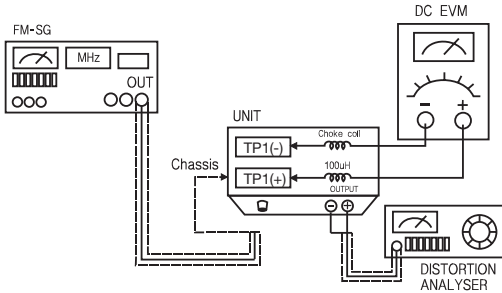 FM-SG
MHz
OUT
DC EVM
− +
UNIT
Choke coil
TP1(-)
Chassis
100uH
TP1(+)
OUTPUT
− +
DISTORTION
ANALYSER